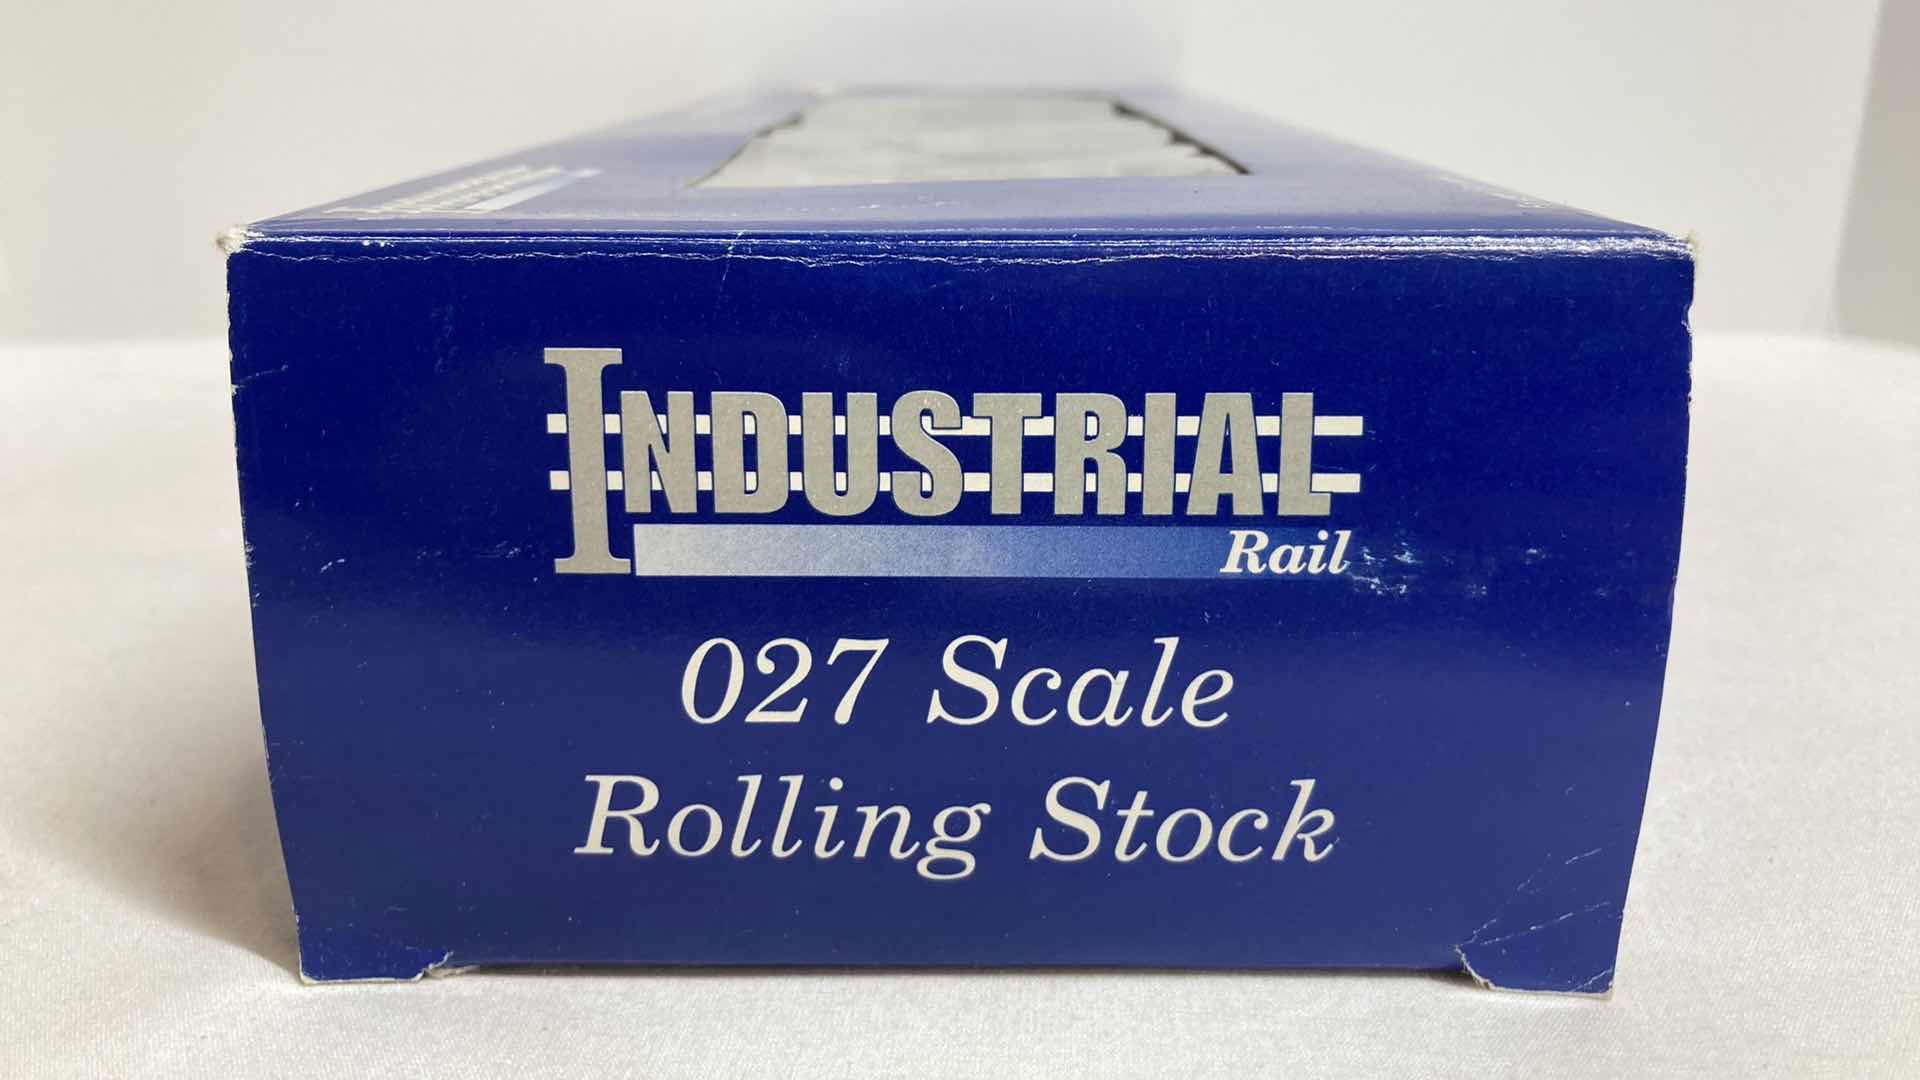 INDUSTRIAL
Rail
027 Scale
Rolling Stock